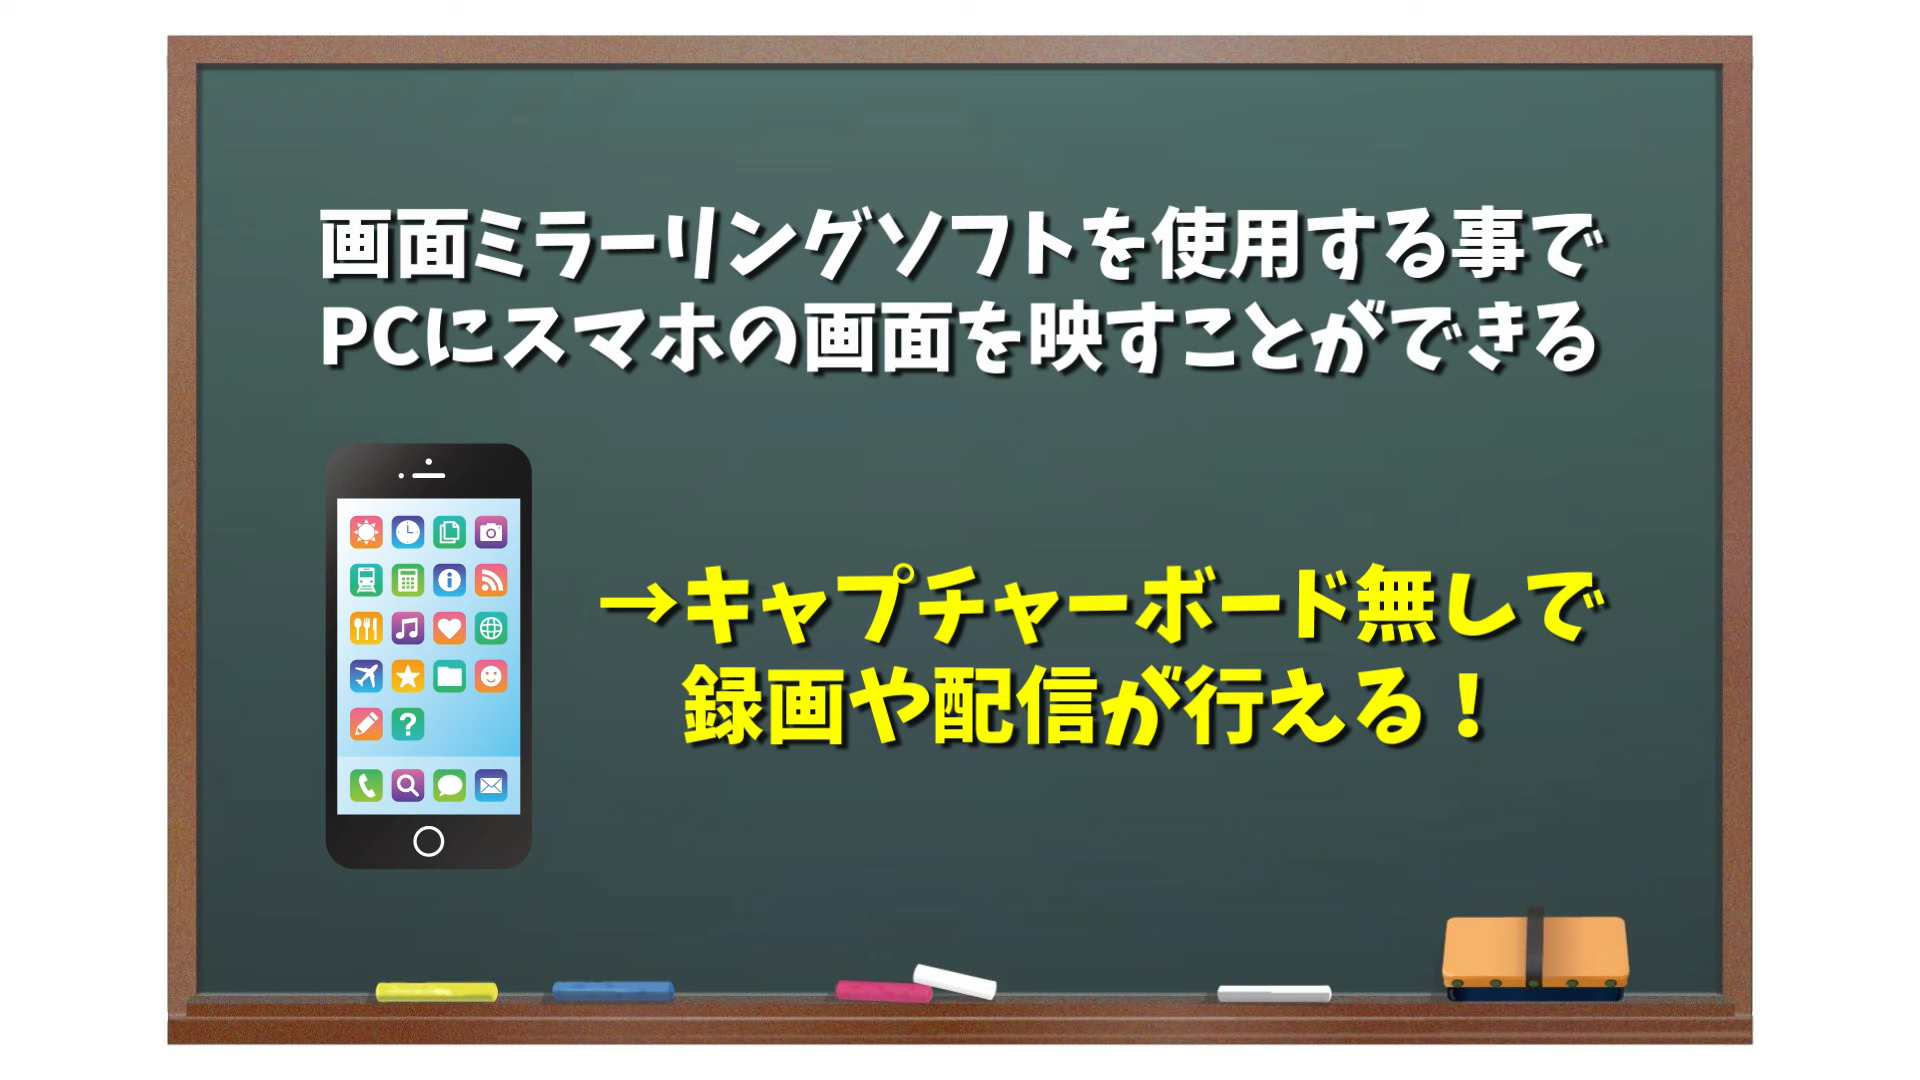 画面ミラーリングソフトを使用する事で
PCにスマホの画面を映すことができる
→キャプチャーボード無しで
録画や配信が行える！